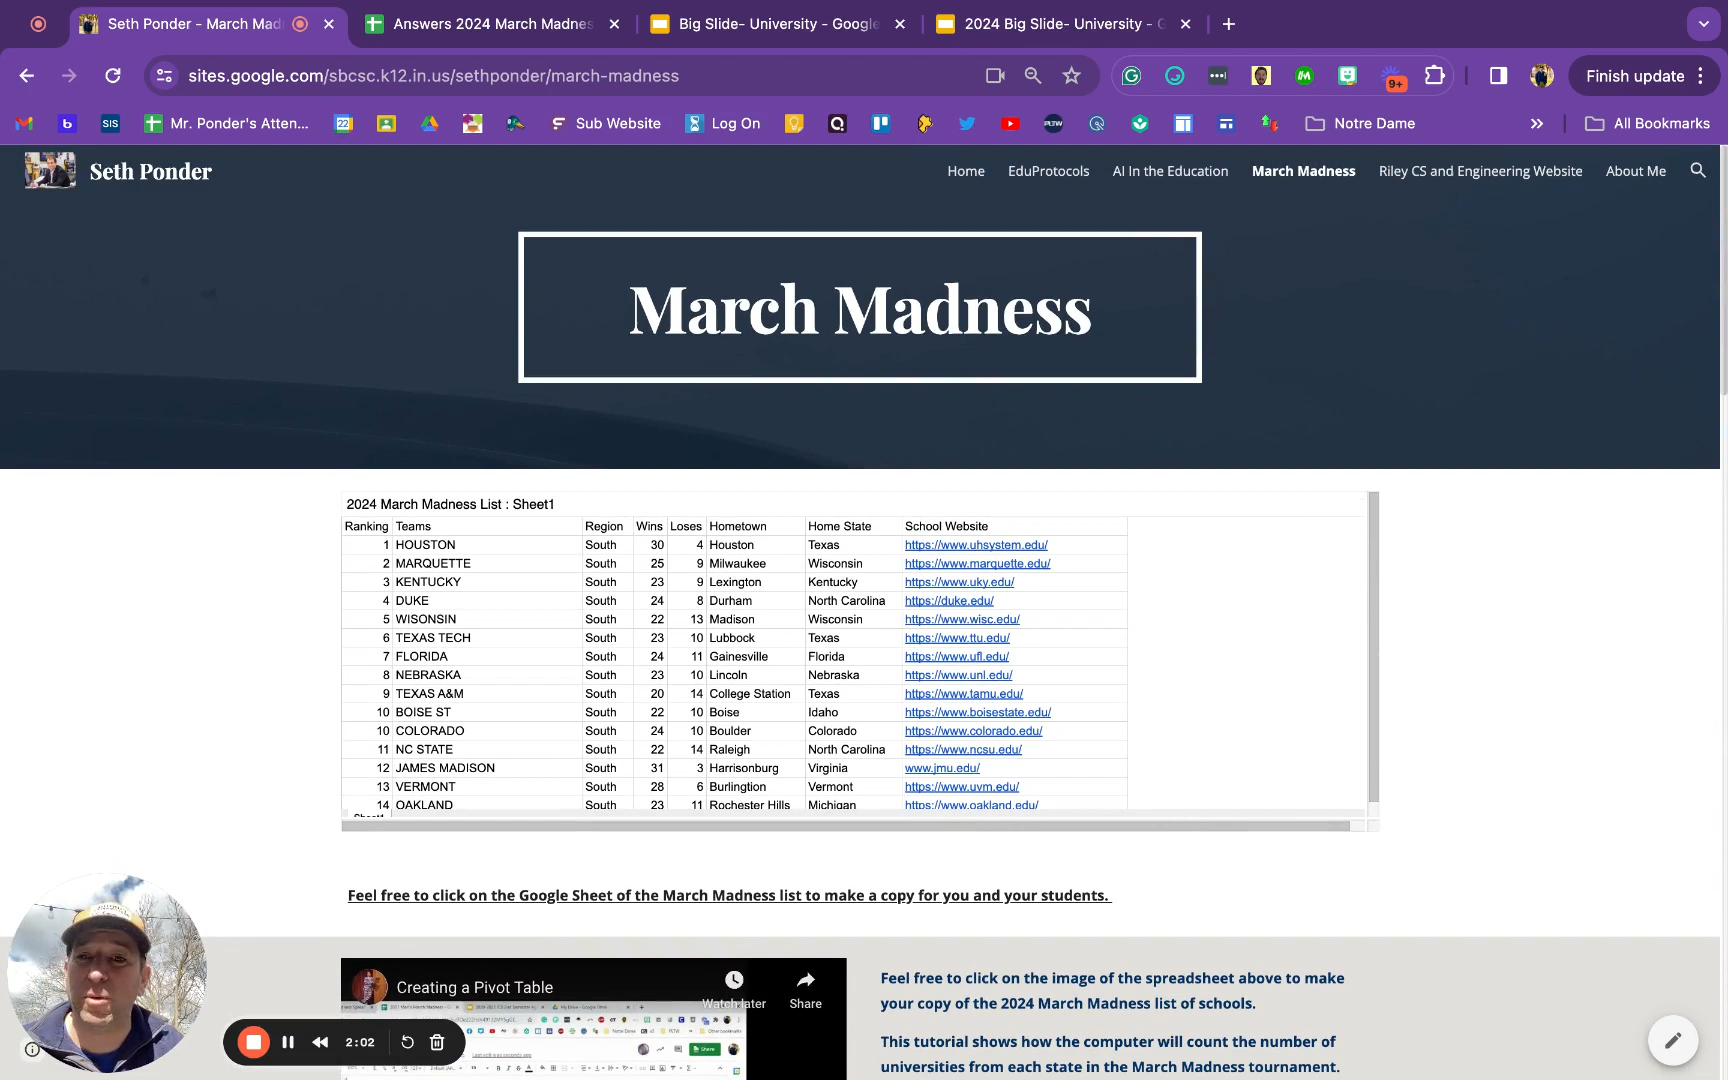 Seth Ponder - March Mad
Answers 2024 March Madnes
Big Slide- University - Google
2024 Big Slide- University - G
sites.google.com/sbcsc.k12.in.us/sethponder/march-madness
9+
Finish update
SIS
Mr. Ponder's Atten...
22
Sub Website
Log On
Notre Dame
All Bookmarks
Seth Ponder
Home
EduProtocols
AI In the Education
March Madness
Riley CS and Engineering Website
About Me
March Madness
2024 March Madness List : Sheet1
Ranking Teams Region Wins Loses Hometown Home State School Website
1 HOUSTON South 30 4 Houston Texas https://www.uhsystem.edu/
2 MARQUETTE South 25 9 Milwaukee Wisconsin https://www.marquette.edu/
3 KENTUCKY South 23 9 Lexington Kentucky https://www.uky.edu/
4 DUKE South 24 8 Durham North Carolina https://duke.edu/
5 WISONSIN South 22 13 Madison Wisconsin https://www.wisc.edu/
6 TEXAS TECH South 23 10 Lubbock Texas https://www.ttu.edu/
7 FLORIDA South 24 11 Gainesville Florida https://www.ufl.edu/
8 NEBRASKA South 23 10 Lincoln Nebraska https://www.unl.edu/
9 TEXAS A&M South 20 14 College Station Texas https://www.tamu.edu/
10 BOISE ST South 22 10 Boise Idaho https://www.boisestate.edu/
10 COLORADO South 24 10 Boulder Colorado https://www.colorado.edu/
11 NC STATE South 22 14 Raleigh North Carolina https://www.ncsu.edu/
12 JAMES MADISON South 31 3 Harrisonburg Virginia www.jmu.edu/
13 VERMONT South 28 6 Burlington Vermont https://www.uvm.edu/
14 OAKLAND South 23 11 Rochester Hills Michigan https://www.oakland.edu/
Sheet1
Feel free to click on the Google Sheet of the March Madness list to make a copy for you and your students.
Creating a Pivot Table
Watch later
Share
Feel free to click on the image of the spreadsheet above to make
your copy of the 2024 March Madness list of schools.
This tutorial shows how the computer will count the number of
universities from each state in the March Madness tournament.
2:02